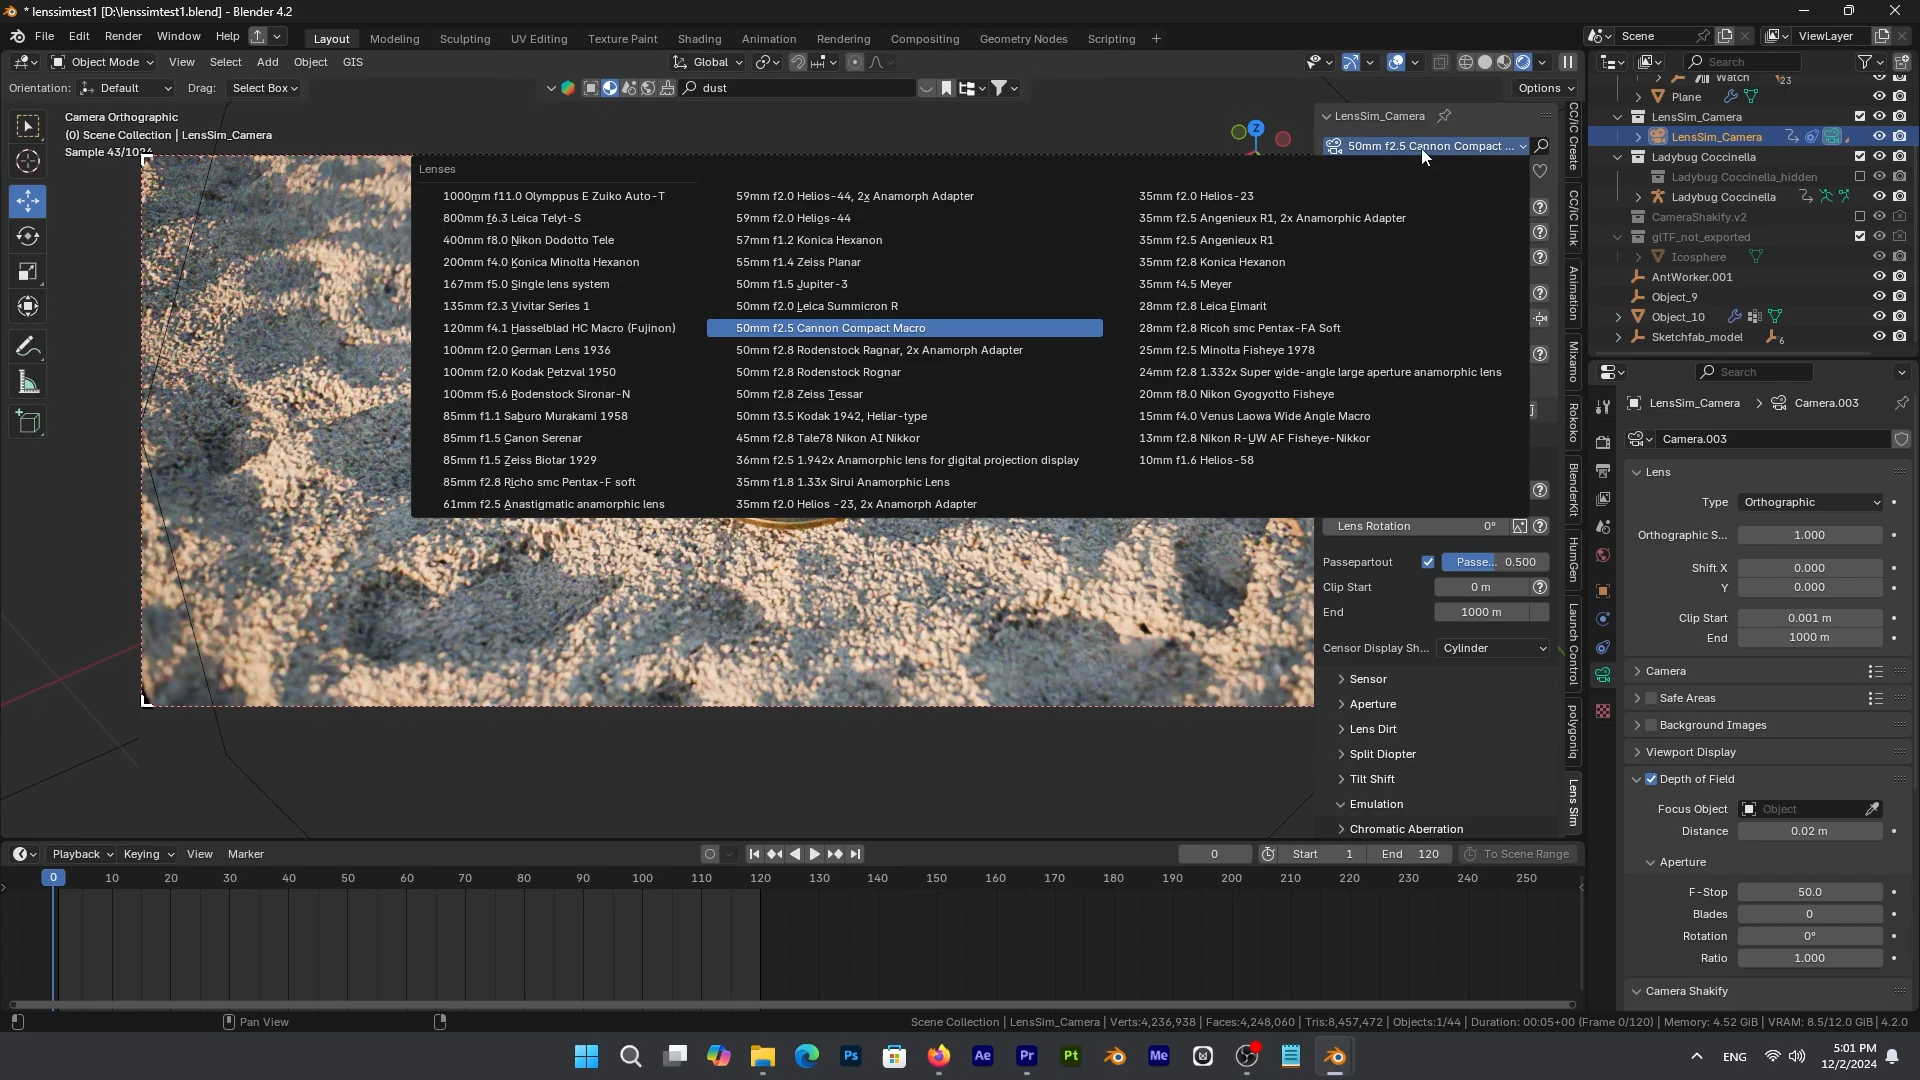 * lenssimtest1 [D:\lenssimtest1.blend] - Blender 4.2
File Edit Render Window Help
Layout Modeling Sculpting UV Editing Texture Paint Shading Animation Rendering Compositing Geometry Nodes Scripting +
Scene ViewLayer
Object Mode View Select Add Object GIS
Global
Search
Orientation: Default Drag: Select Box
dust
Options
Camera Orthographic
(0) Scene Collection | LensSim_Camera
Sample 43/1024
Z
LensSim_Camera
50mm f2.5 Cannon Compact ...
Lenses
1000mm f11.0 Olymppus E Zuiko Auto-T
800mm f6.3 Leica Telyt-S
400mm f8.0 Nikon Dodotto Tele
200mm f4.0 Konica Minolta Hexanon
167mm f5.0 Single lens system
135mm f2.3 Vivitar Series 1
120mm f4.1 Hasselblad HC Macro (Fujinon)
100mm f2.0 German Lens 1936
100mm f2.0 Kodak Petzval 1950
100mm f5.6 Rodenstock Sironar-N
85mm f1.1 Saburo Murakami 1958
85mm f1.5 Canon Serenar
85mm f1.5 Zeiss Biotar 1929
85mm f2.8 Richo smc Pentax-F soft
61mm f2.5 Anastigmatic anamorphic lens
59mm f2.0 Helios-44, 2x Anamorph Adapter
59mm f2.0 Helios-44
57mm f1.2 Konica Hexanon
55mm f1.4 Zeiss Planar
50mm f1.5 Jupiter-3
50mm f2.0 Leica Summicron R
50mm f2.5 Cannon Compact Macro
50mm f2.8 Rodenstock Ragnar, 2x Anamorph Adapter
50mm f2.8 Rodenstock Rognar
50mm f2.8 Zeiss Tessar
50mm f3.5 Kodak 1942, Heliar-type
45mm f2.8 Tale78 Nikon AI Nikkor
36mm f2.5 1.942x Anamorphic lens for digital projection display
35mm f1.8 1.33x Sirui Anamorphic Lens
35mm f2.0 Helios -23, 2x Anamorph Adapter
35mm f2.0 Helios-23
35mm f2.5 Angenieux R1, 2x Anamorphic Adapter
35mm f2.5 Angenieux R1
35mm f2.8 Konica Hexanon
35mm f4.5 Meyer
28mm f2.8 Leica Elmarit
28mm f2.8 Ricoh smc Pentax-FA Soft
25mm f2.5 Minolta Fisheye 1978
24mm f2.8 1.332x Super wide-angle large aperture anamorphic lens
20mm f8.0 Nikon Gyogyotto Fisheye
15mm f4.0 Venus Laowa Wide Angle Macro
13mm f2.8 Nikon R-UW AF Fisheye-Nikkor
10mm f1.6 Helios-58
Lens Rotation 0°
Passepartout Passe... 0.500
Clip Start 0 m
End 1000 m
Censor Display Sh... Cylinder
Sensor
Aperture
Lens Dirt
Split Diopter
Tilt Shift
Emulation
Chromatic Aberration
CC/iC Create
CC/iC Link
Animation
Mixamo
Rokoko
BlenderKit
HumGen
Launch Control
polygoniq
Lens Sim
Watch 23
Plane
LensSim_Camera
LensSim_Camera
Ladybug Coccinella
Ladybug Coccinella_hidden
Ladybug Coccinella
CameraShakify.v2
glTF_not_exported
Icosphere
AntWorker.001
Object_9
Object_10
Sketchfab_model 6
Search
LensSim_Camera > Camera.003
Camera.003
Lens
Type Orthographic
Orthographic S... 1.000
Shift X 0.000
Y 0.000
Clip Start 0.001 m
End 1000 m
Camera
Safe Areas
Background Images
Viewport Display
Depth of Field
Focus Object Object
Distance 0.02 m
Aperture
F-Stop 50.0
Blades 0
Rotation 0°
Ratio 1.000
Camera Shakify
Playback Keying View Marker
0 Start 1 End 120 To Scene Range
0 10 20 30 40 50 60 70 80 90 100 110 120 130 140 150 160 170 180 190 200 210 220 230 240 250
Pan View
Scene Collection | LensSim_Camera | Verts:4,236,938 | Faces:4,248,060 | Tris:8,457,472 | Objects:1/44 | Duration: 00:05+00 (Frame 0/120) | Memory: 4.52 GiB | VRAM: 8.5/12.0 GiB | 4.2.0
Ps Ae Pr Pt Me
ENG
5:01 PM
12/2/2024